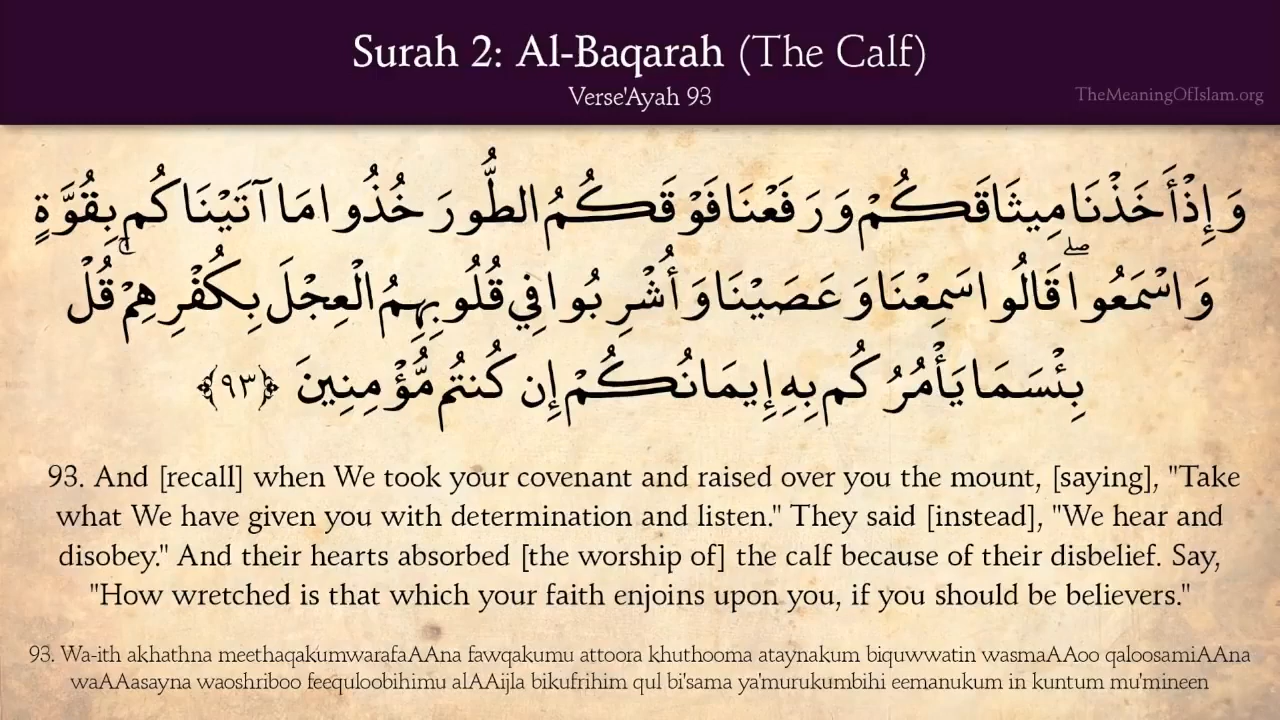 Surah 2: Al-Baqarah (The Calf)
Verse'Ayah 93
TheMeaningOfIslam.org
وَإِذْ أَخَذْنَا مِيثَاقَكُمْ وَرَفَعْنَا فَوْقَكُمُ الطُّورَ خُذُوا مَا آتَيْنَاكُم بِقُوَّةٍ
وَاسْمَعُوا ۖ قَالُوا سَمِعْنَا وَعَصَيْنَا وَأُشْرِبُوا فِي قُلُوبِهِمُ الْعِجْلَ بِكُفْرِهِمْ ۚ قُلْ
بِئْسَمَا يَأْمُرُكُم بِهِ إِيمَانُكُمْ إِن كُنتُم مُّؤْمِنِينَ ﴿٩٣﴾
93. And [recall] when We took your covenant and raised over you the mount, [saying], "Take
what We have given you with determination and listen." They said [instead], "We hear and
disobey." And their hearts absorbed [the worship of] the calf because of their disbelief. Say,
"How wretched is that which your faith enjoins upon you, if you should be believers."
93. Wa-ith akhathna meethaqakumwarafaAAna fawqakumu attoora khuthooma ataynakum biquwwatin wasmaAAoo qaloosamiAAna
waAAasayna waoshriboo feequloobihimu alAAijla bikufrihim qul bi'sama ya'murukumbihi eemanukum in kuntum mu'mineen